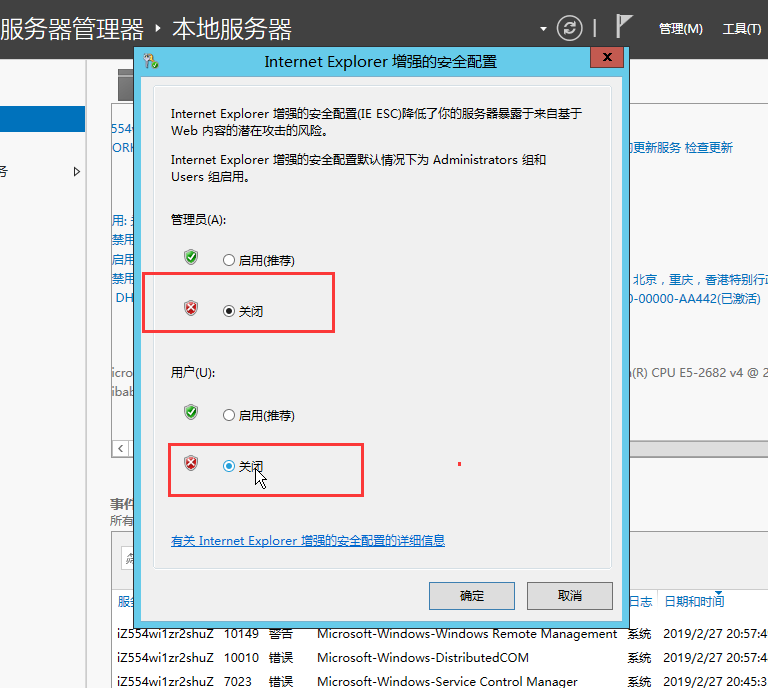 服务器管理器 ‣ 本地服务器
管理(M) 工具(T)
Internet Explorer 增强的安全配置
Internet Explorer 增强的安全配置(IE ESC)降低了你的服务器暴露于来自基于
Web 内容的潜在攻击的风险。
Internet Explorer 增强的安全配置默认情况下为 Administrators 组和
Users 组启用。
管理员(A):
启用(推荐)
关闭
用户(U):
启用(推荐)
关闭
有关 Internet Explorer 增强的安全配置的详细信息
确定 取消
务
554
ORK
用:
禁用
启用
禁用
DH
icro
ibab
更新服务 检查更新
北京，重庆，香港特别行政
0-00000-AA442(已激活)
(R) CPU E5-2682 v4 @ 2
事件
所有
服务 日志 日期和时间
iZ554wi1zr2shuZ 10149 警告 Microsoft-Windows-Windows Remote Management 系统 2019/2/27 20:57:4
iZ554wi1zr2shuZ 10010 错误 Microsoft-Windows-DistributedCOM 系统 2019/2/27 20:57:4
iZ554wi1zr2shuZ 7023 错误 Microsoft-Windows-Service Control Manager 系统 2019/2/27 20:45:3